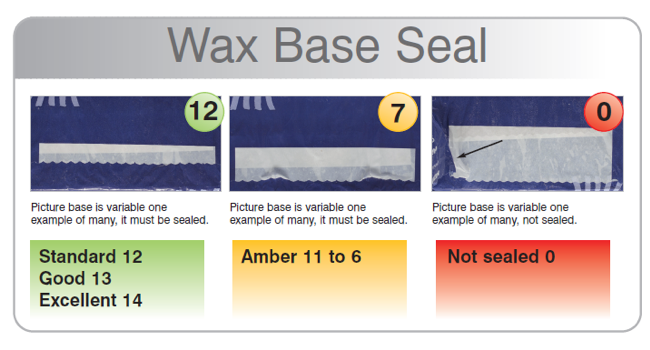 Wax Base Seal
12
7
0
Picture base is variable one
example of many, it must be sealed.
Picture base is variable one
example of many, it must be sealed.
Picture base is variable one
example of many, not sealed.
Standard 12
Good 13
Excellent 14
Amber 11 to 6
Not sealed 0